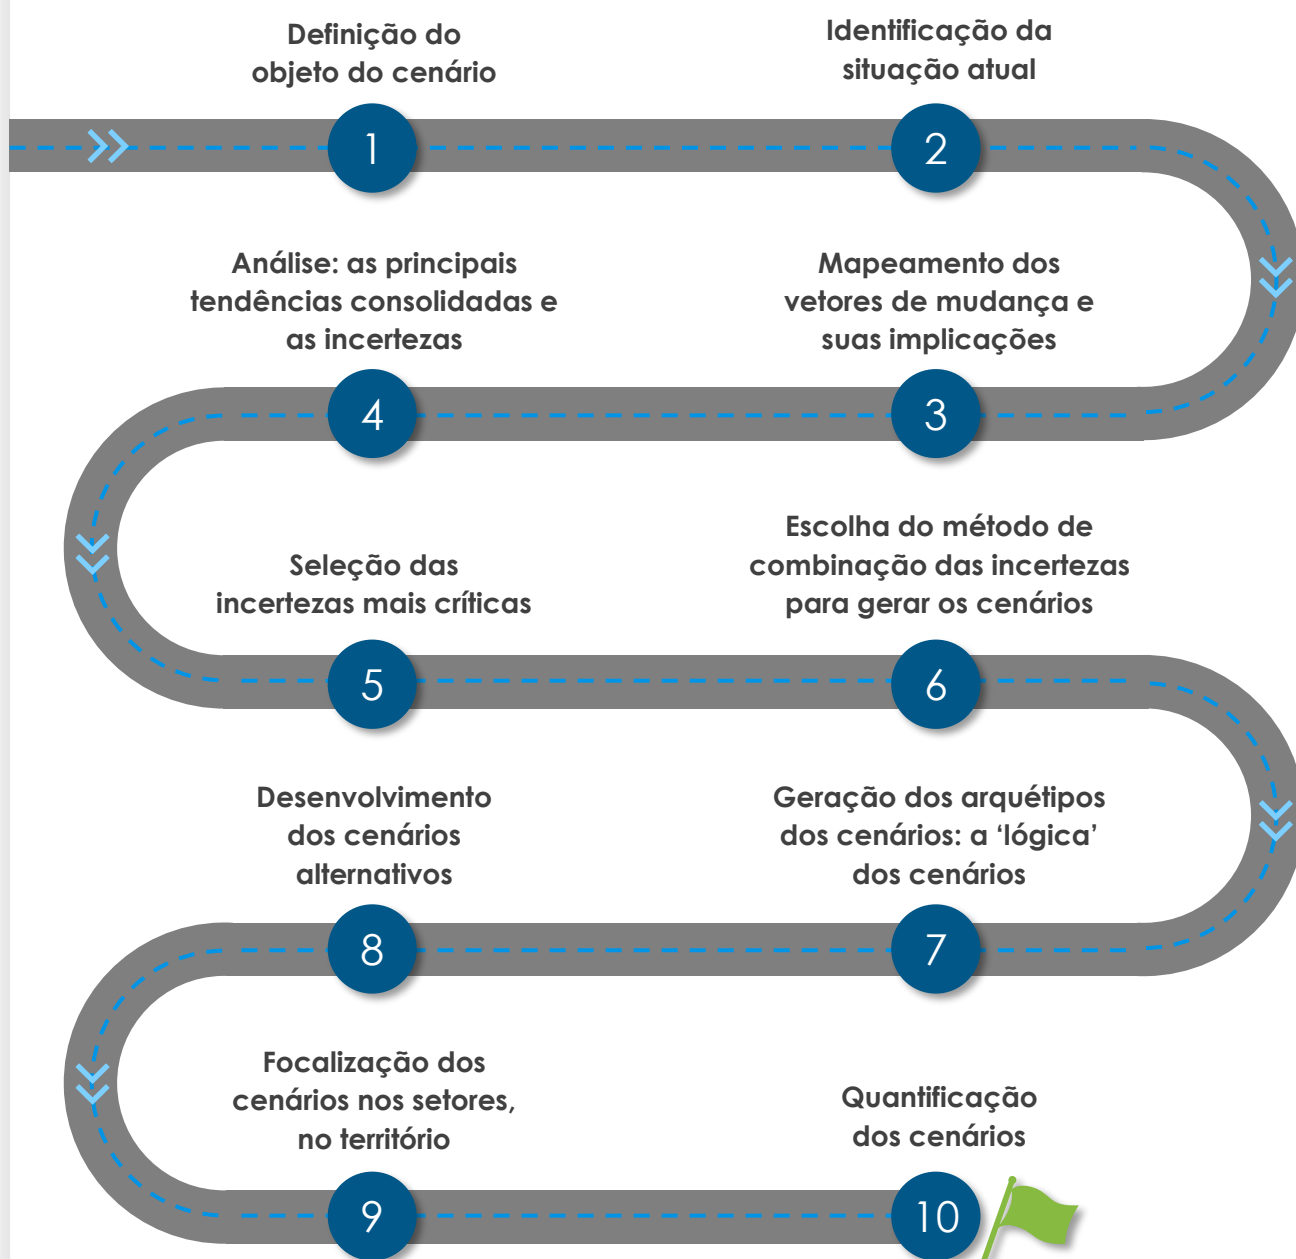 Definição do
objeto do cenário
1
Identificação da
situação atual
2
Mapeamento dos
vetores de mudança e
suas implicações
3
Análise: as principais
tendências consolidadas e
as incertezas
4
Seleção das
incertezas mais críticas
5
Escolha do método de
combinação das incertezas
para gerar os cenários
6
Geração dos arquétipos
dos cenários: a ‘lógica’
dos cenários
7
Desenvolvimento
dos cenários
alternativos
8
Focalização dos
cenários nos setores,
no território
9
Quantificação
dos cenários
10